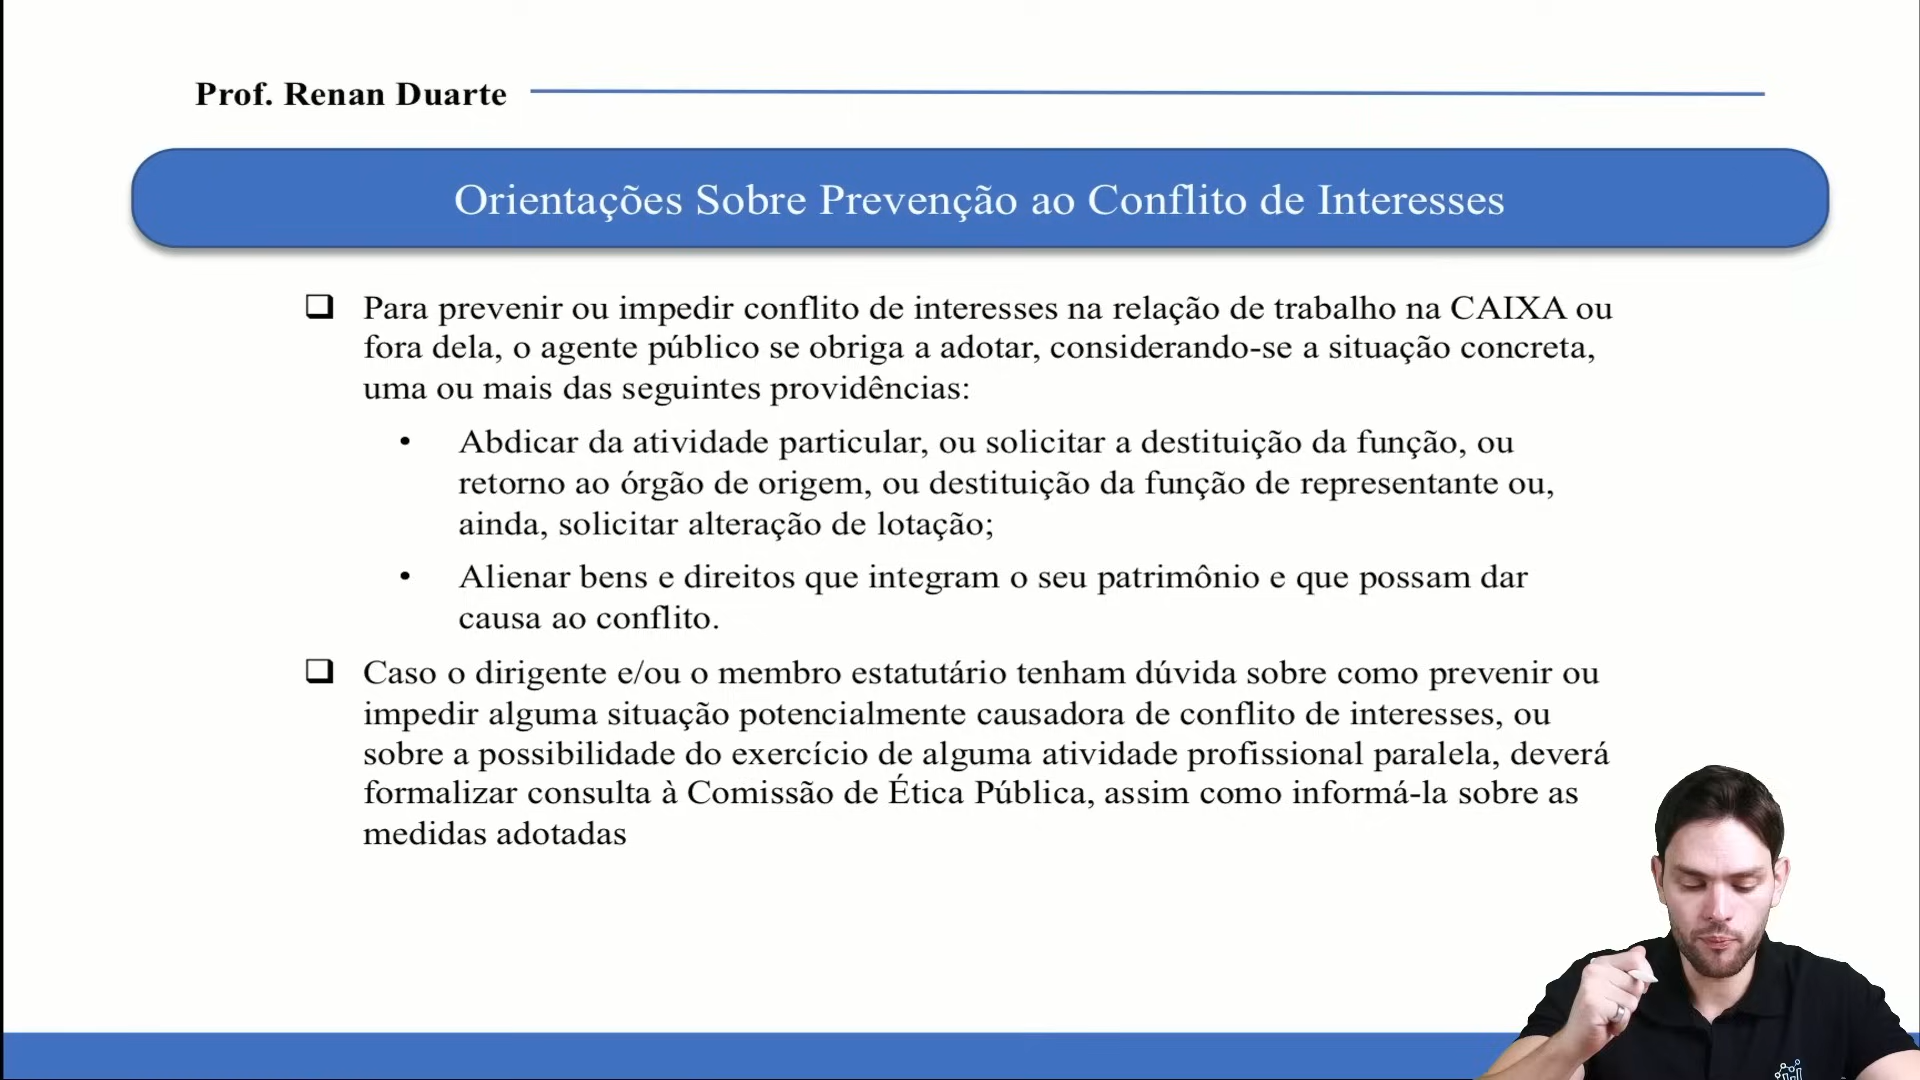 Prof. Renan Duarte
Orientações Sobre Prevenção ao Conflito de Interesses
❑ Para prevenir ou impedir conflito de interesses na relação de trabalho na CAIXA ou
fora dela, o agente público se obriga a adotar, considerando-se a situação concreta,
uma ou mais das seguintes providências:
• Abdicar da atividade particular, ou solicitar a destituição da função, ou
retorno ao órgão de origem, ou destituição da função de representante ou,
ainda, solicitar alteração de lotação;
• Alienar bens e direitos que integram o seu patrimônio e que possam dar
causa ao conflito.
❑ Caso o dirigente e/ou o membro estatutário tenham dúvida sobre como prevenir ou
impedir alguma situação potencialmente causadora de conflito de interesses, ou
sobre a possibilidade do exercício de alguma atividade profissional paralela, deverá
formalizar consulta à Comissão de Ética Pública, assim como informá-la sobre as
medidas adotadas